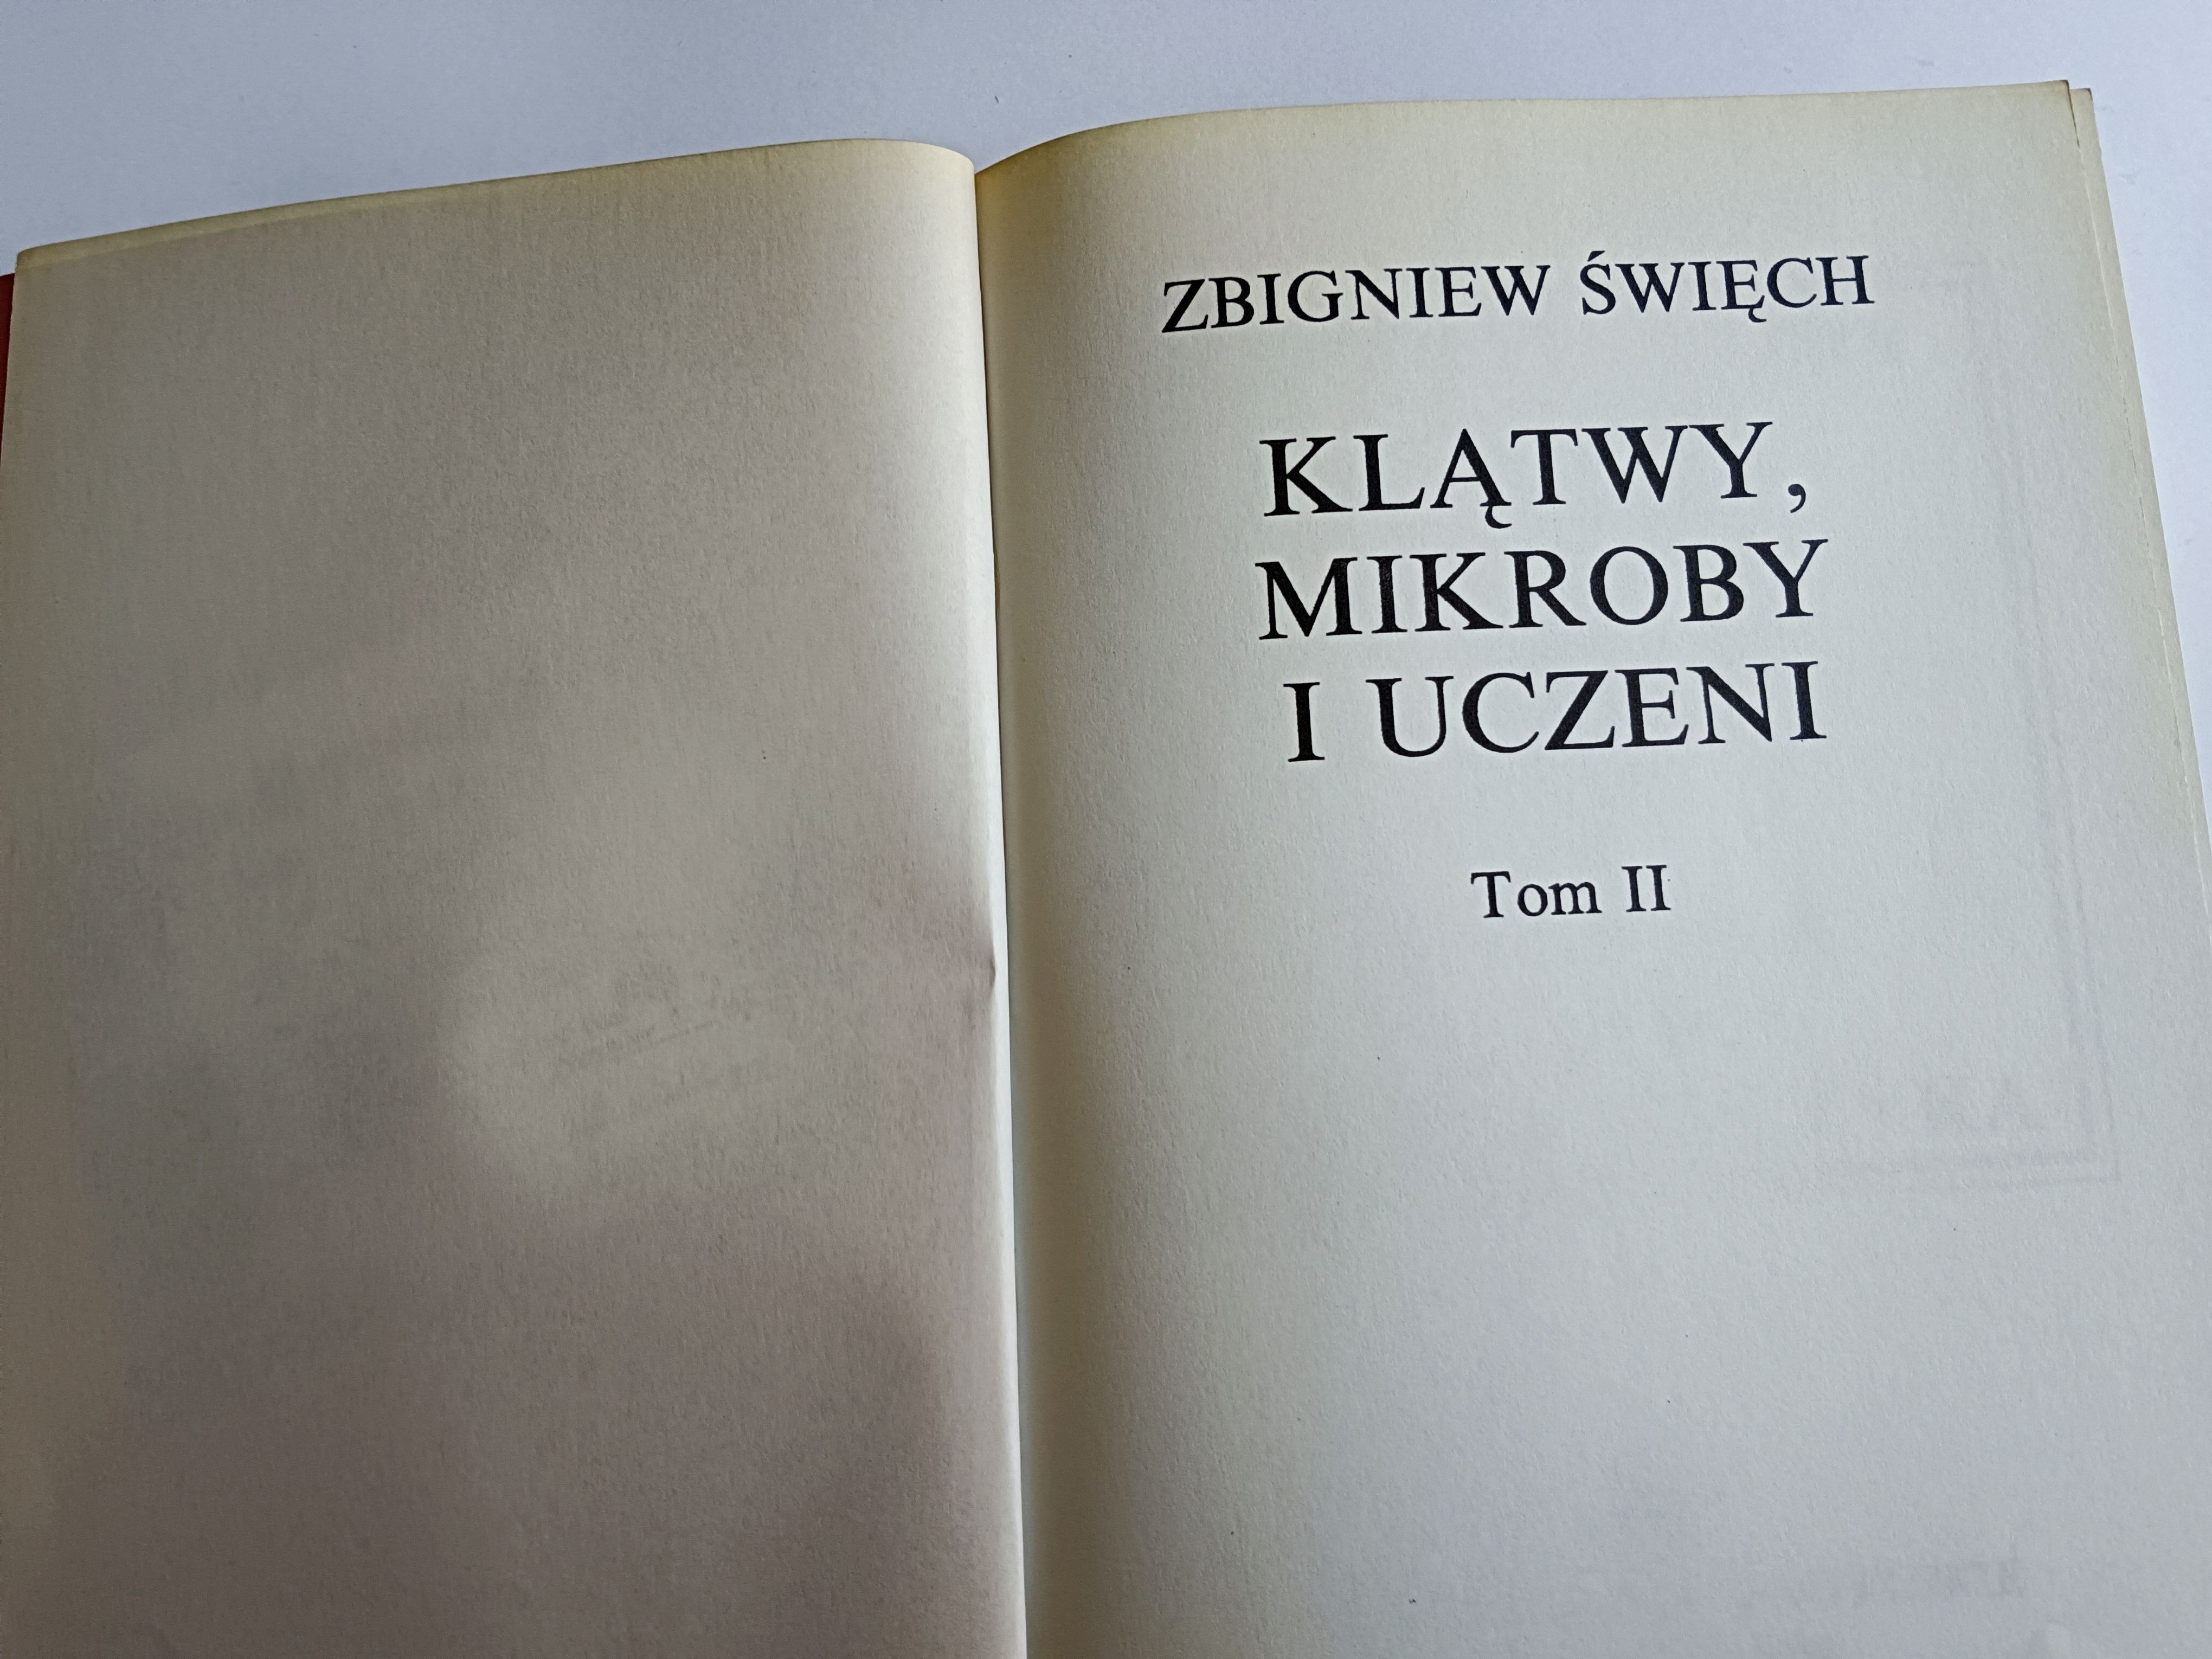 ZBIGNIEW ŚWIĘCH
KLĄTWY,
MIKROBY
I UCZENI
Tom II